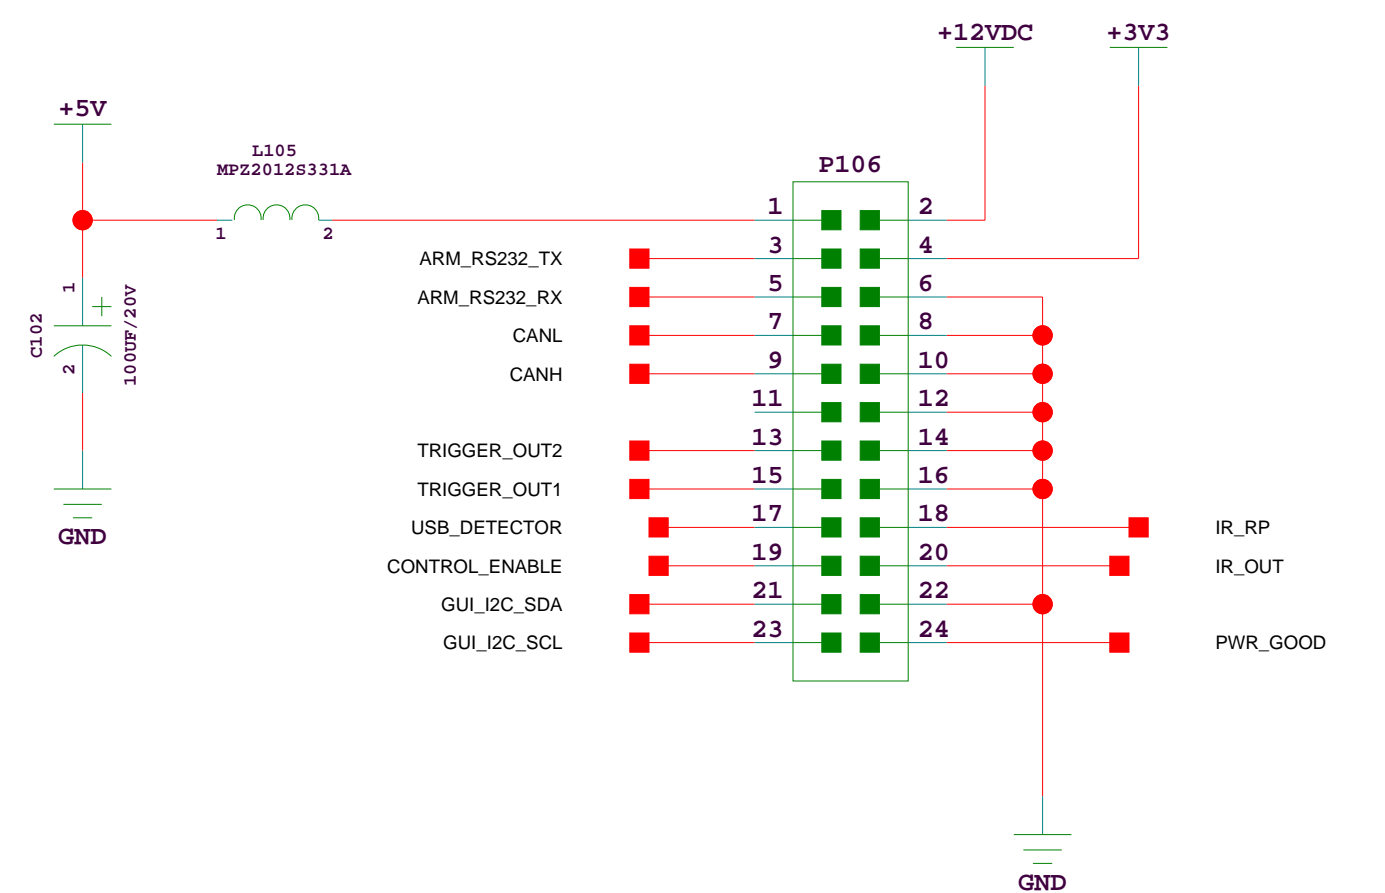 +12VDC +3V3
+5V
L105
MPZ2012S331A
P106
1 2
1 2
ARM_RS232_TX 3 4
ARM_RS232_RX 5 6
1
C102
100UF/20V
2
CANL 7 8
CANH 9 10
11 12
TRIGGER_OUT2 13 14
TRIGGER_OUT1 15 16
GND
USB_DETECTOR 17 18 IR_RP
CONTROL_ENABLE 19 20 IR_OUT
GUI_I2C_SDA 21 22
GUI_I2C_SCL 23 24 PWR_GOOD
GND